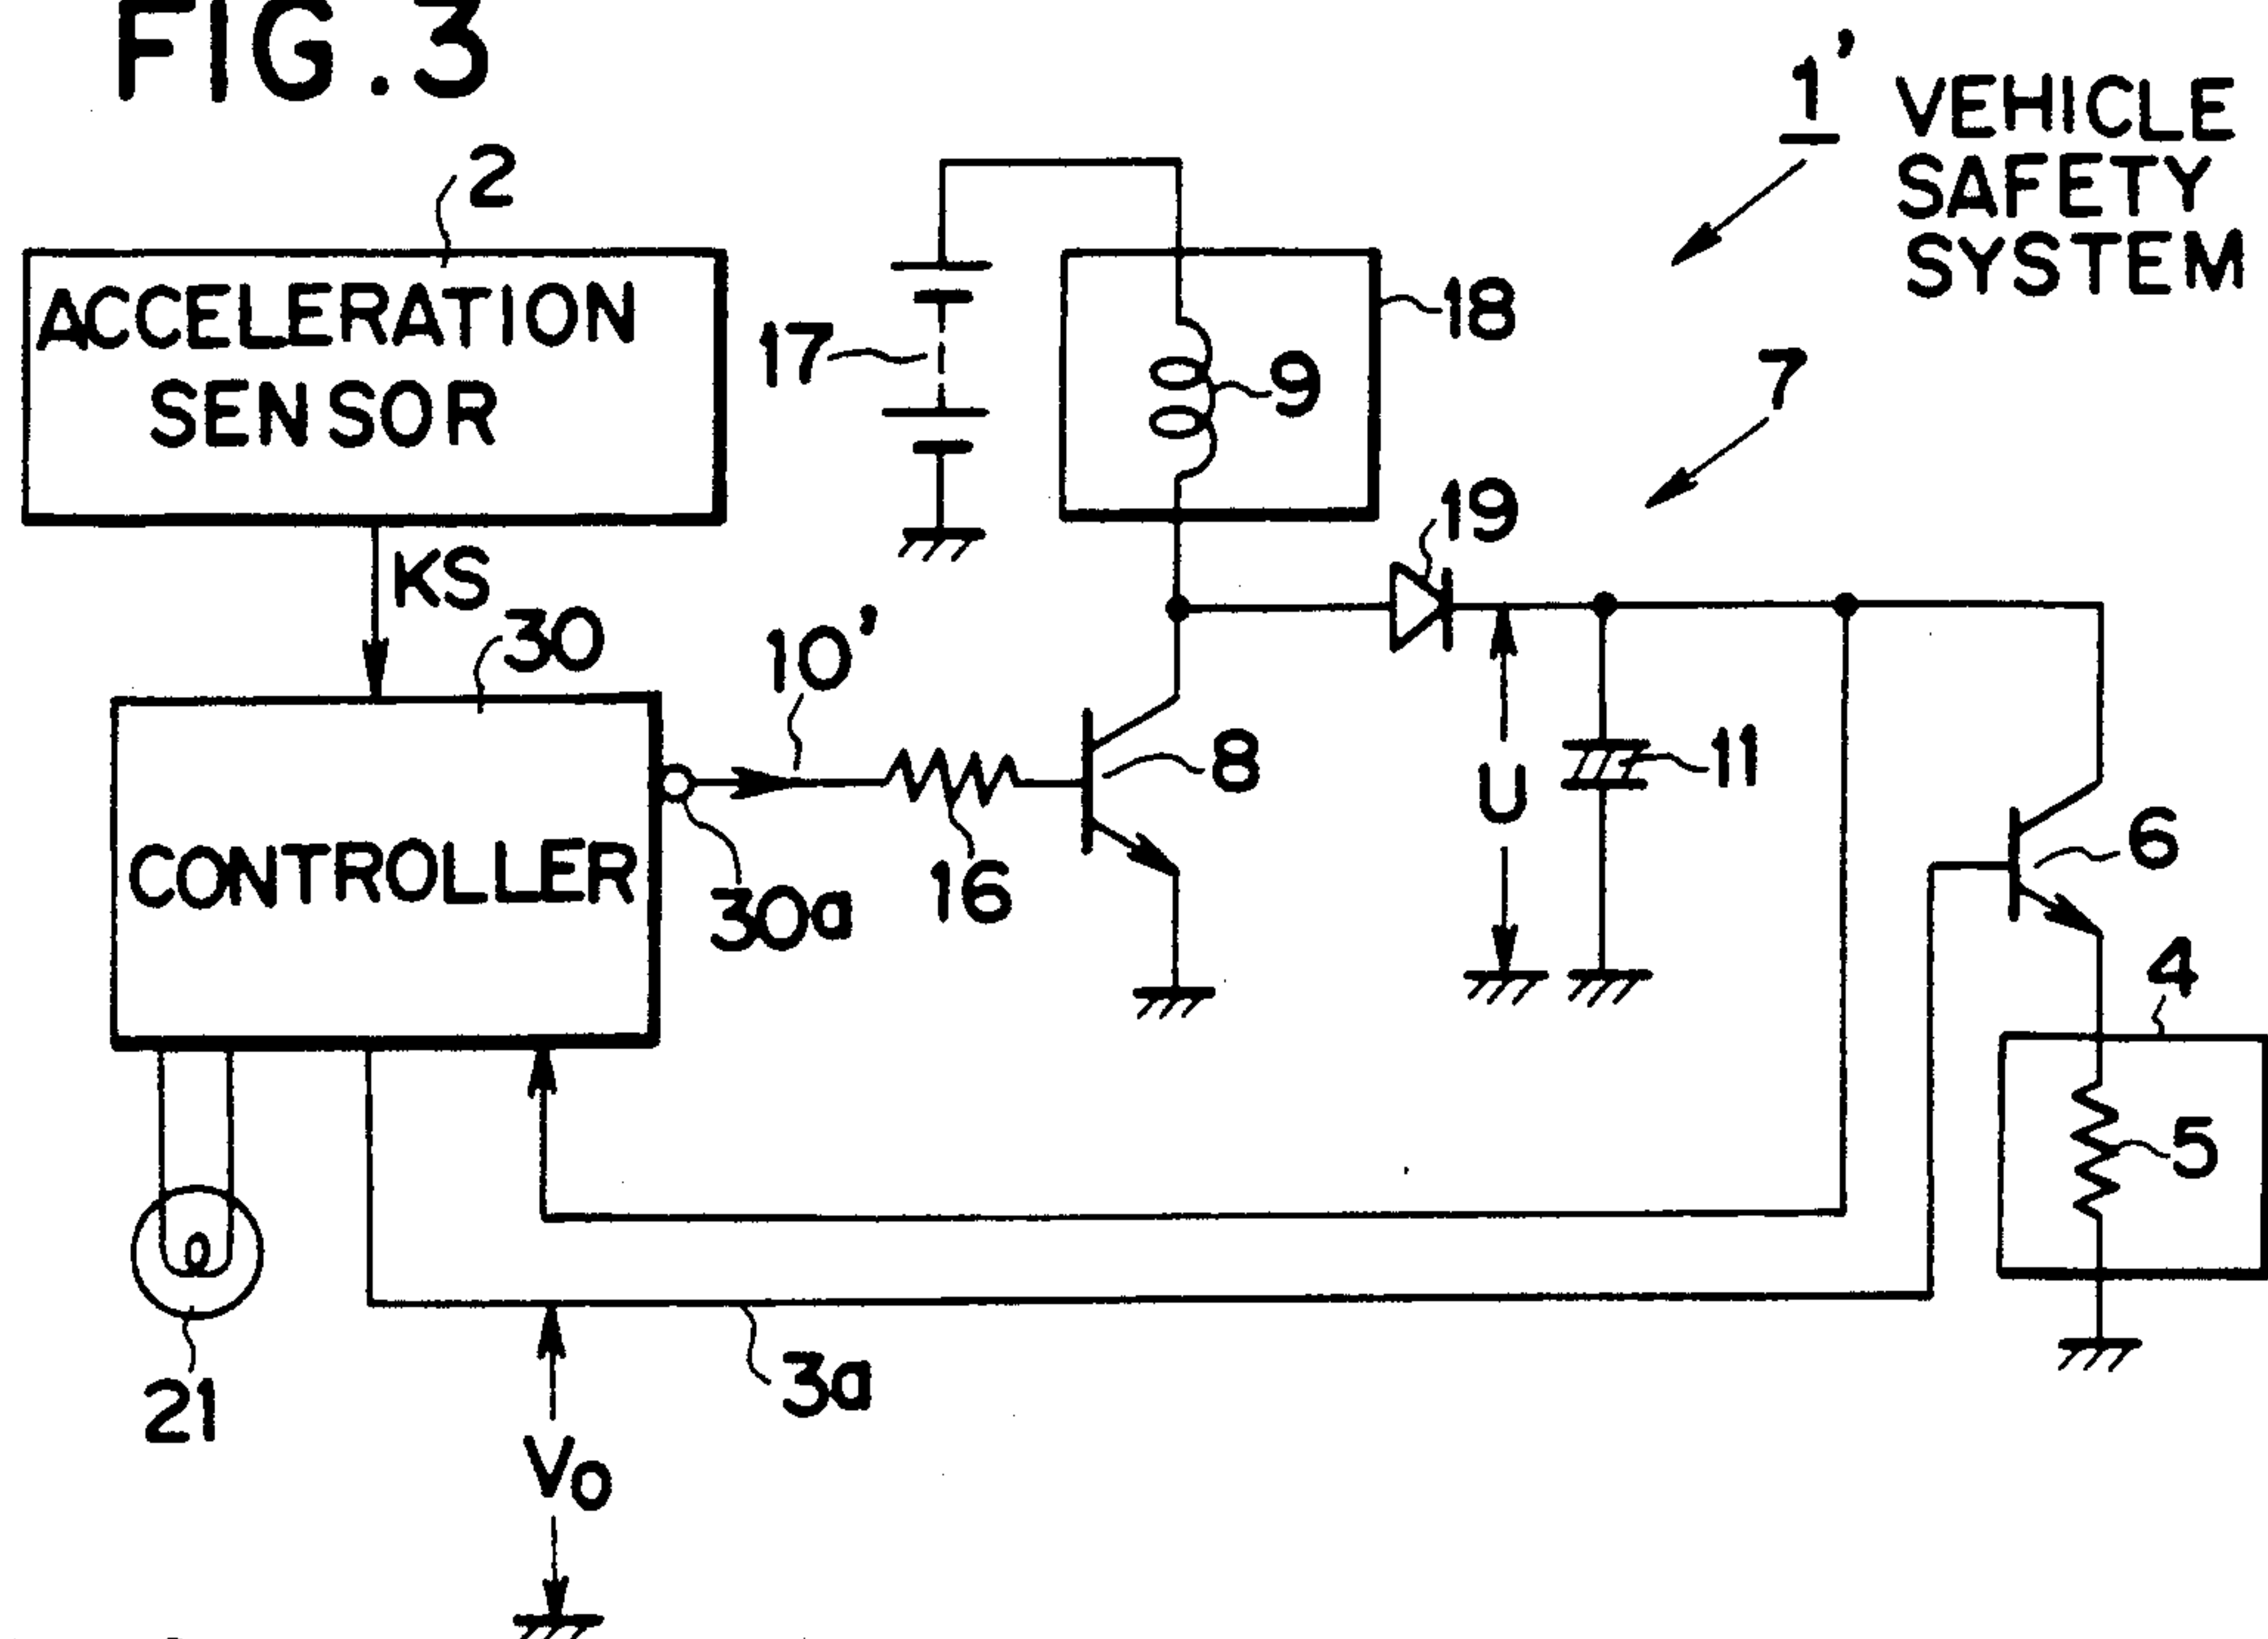 FIG.3
1' VEHICLE
SAFETY
SYSTEM
2
ACCELERATION
SENSOR
17
18
9
7
19
KS
30
10'
8
U
11
6
CONTROLLER
30a
16
4
5
21
3a
Vo